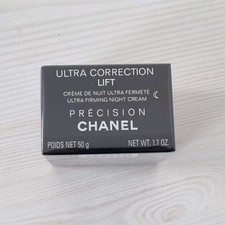 ULTRA CORRECTION
LIFT
CRÈME DE NUIT ULTRA FERMETÉ
ULTRA FIRMING NIGHT CREAM
PRÉCISION
CHANEL
POIDS NET 50 g NET WT. 1.7 OZ.